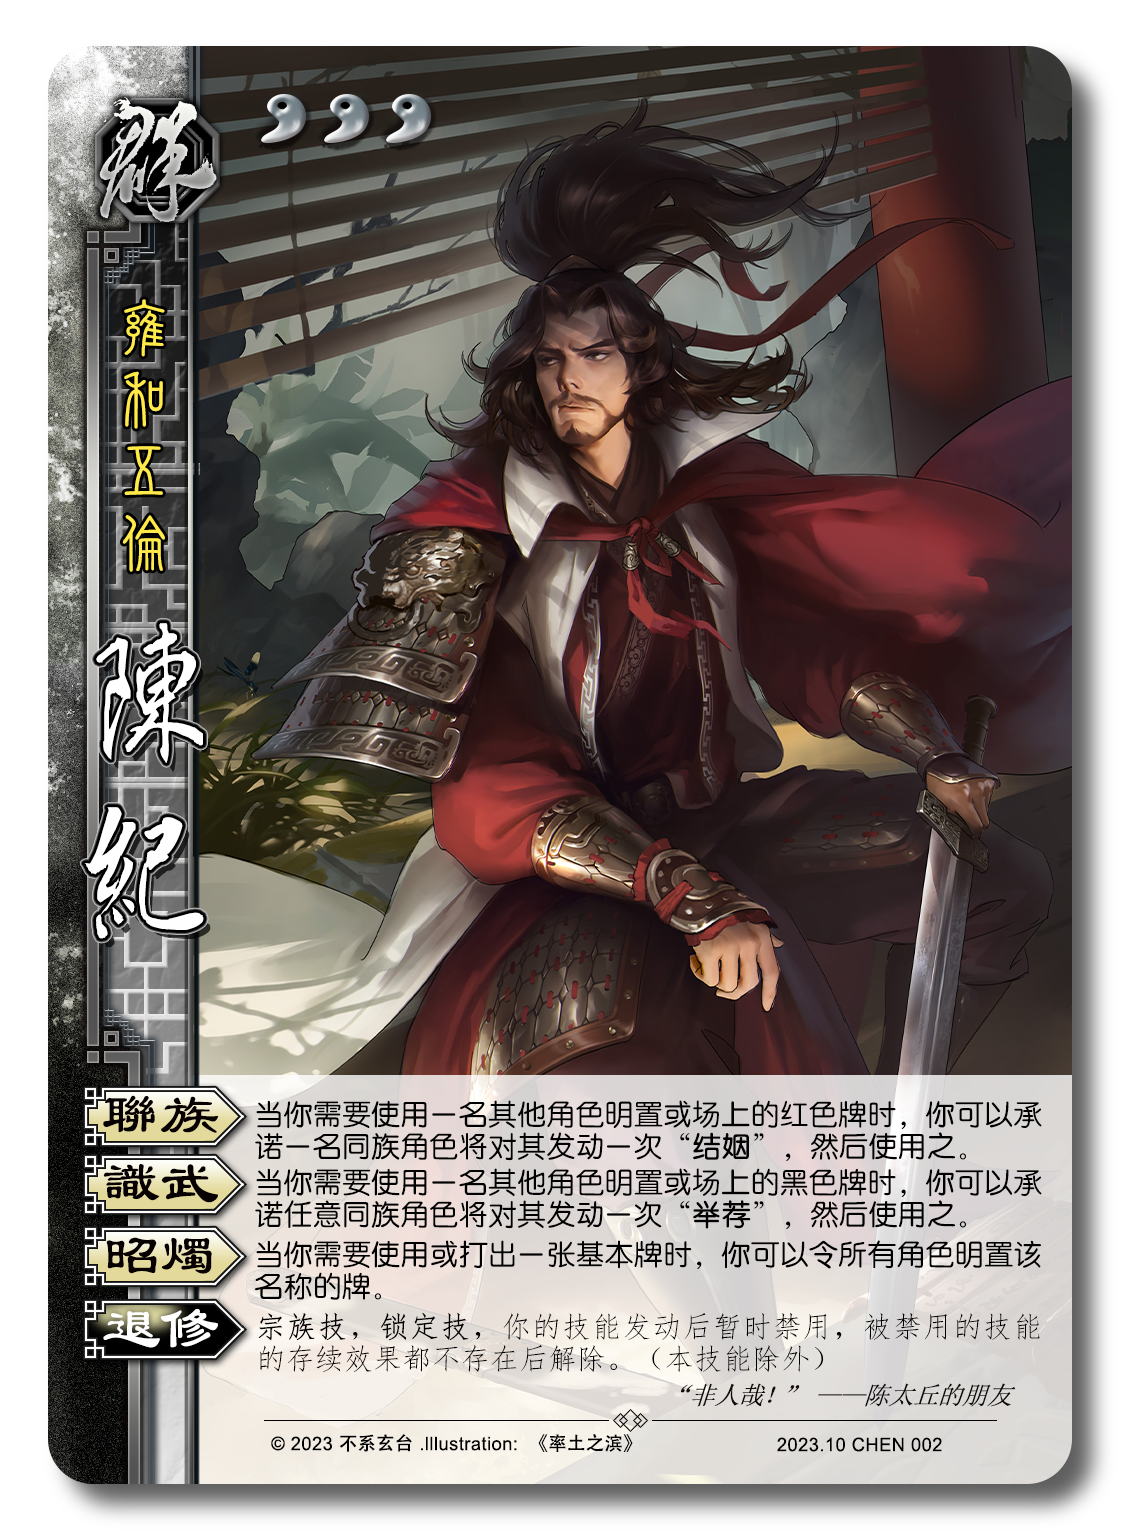 群
雍和五倫
陳紀
聯族
当你需要使用一名其他角色明置或场上的红色牌时，你可以承
诺一名同族角色将对其发动一次“结姻”，然后使用之。
識武
当你需要使用一名其他角色明置或场上的黑色牌时，你可以承
诺任意同族角色将对其发动一次“举荐”，然后使用之。
昭燭
当你需要使用或打出一张基本牌时，你可以令所有角色明置该
名称的牌。
退修
宗族技，锁定技，你的技能发动后暂时禁用，被禁用的技能
的存续效果都不存在后解除。（本技能除外）
“非人哉！”——陈太丘的朋友
© 2023 不系玄台 .Illustration: 《率土之滨》
2023.10 CHEN 002